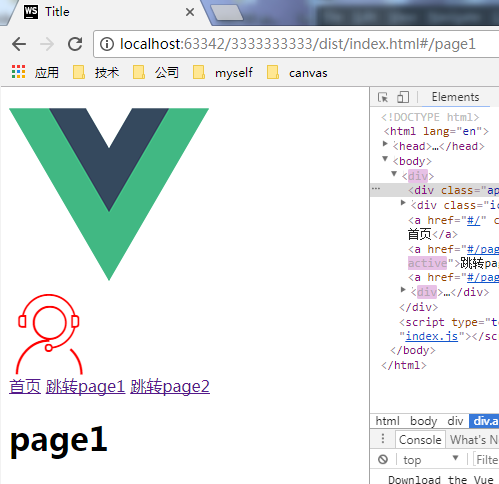 WS Title
localhost:63342/3333333333/dist/index.html#/page1
应用 技术 公司 myself canvas
Elements
<!DOCTYPE html>
<html lang="en">
<head>…</head>
<body>
<div>
… <div class="ap
<div class="ic
<a href="#/" c
首页</a>
<a href="#/pag
active">跳转pa
<a href="#/pag
<div>…</div>
</div>
<script type="te
"index.js"></s
</body>
</html>
首页 跳转page1 跳转page2
page1
html body div div.a
Console What's Ne
top Filte
Download the Vue